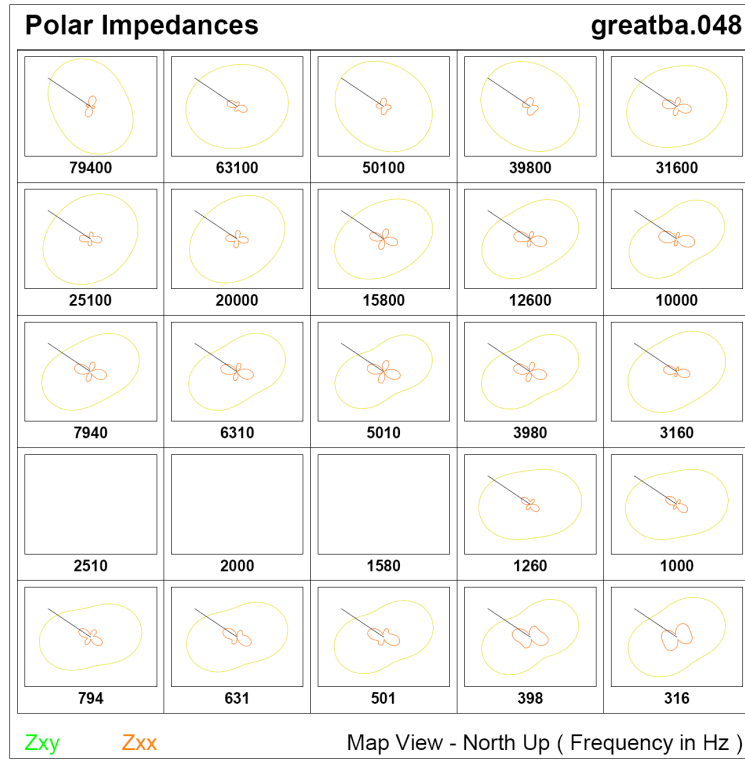 Polar Impedances greatba.048
79400 63100 50100 39800 31600
25100 20000 15800 12600 10000
7940 6310 5010 3980 3160
2510 2000 1580 1260 1000
794 631 501 398 316
Zxy Zxx Map View - North Up ( Frequency in Hz )